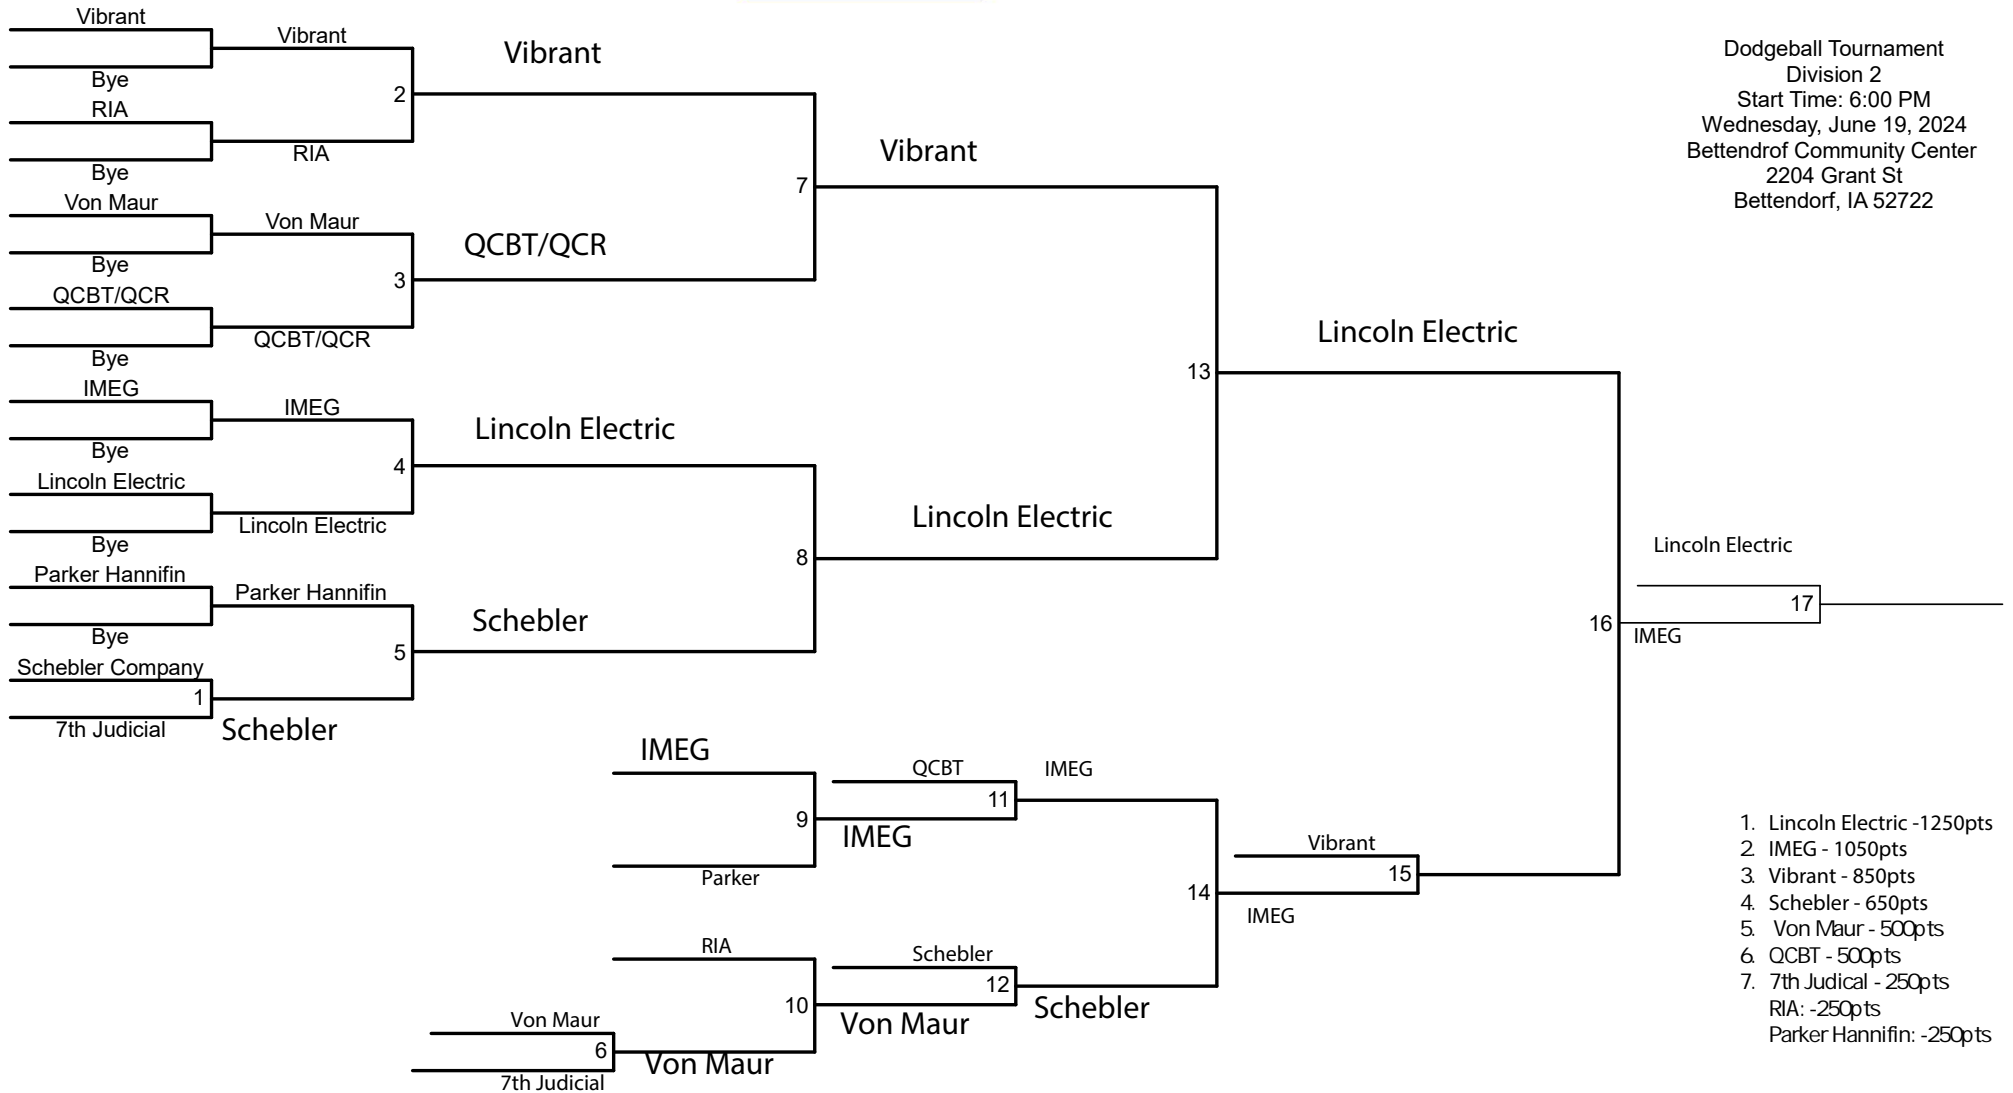 Vibrant
Bye
RIA
Bye
Von Maur
Bye
QCBT/QCR
Bye
IMEG
Bye
Lincoln Electric
Bye
Parker Hannifin
Bye
Schebler Company
1
7th Judicial
Vibrant
2
RIA
Von Maur
3
QCBT/QCR
IMEG
4
Lincoln Electric
Parker Hannifin
5
Schebler
Vibrant
7
QCBT/QCR
Lincoln Electric
8
Schebler
Vibrant
13
Lincoln Electric
Lincoln Electric
16
Lincoln Electric
17
IMEG
IMEG
9
Parker
QCBT
11
IMEG
IMEG
RIA
10
Von Maur
6
7th Judicial
Von Maur
Schebler
12
Von Maur
Schebler
14
Vibrant
15
IMEG
Dodgeball Tournament
Division 2
Start Time: 6:00 PM
Wednesday, June 19, 2024
Bettendrof Community Center
2204 Grant St
Bettendorf, IA 52722
1. Lincoln Electric -1250pts
2. IMEG - 1050pts
3. Vibrant - 850pts
4. Schebler - 650pts
5. Von Maur - 500pts
6. QCBT - 500pts
7. 7th Judical - 250pts
RIA: -250pts
Parker Hannifin: -250pts